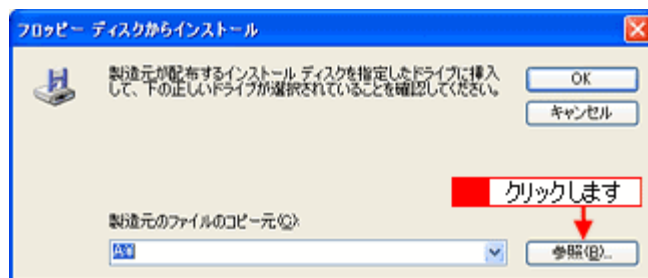 フロッピー ディスクからインストール
製造元が配布するインストール ディスクを指定したドライブに挿入
して、下の正しいドライブが選択されていることを確認してください。
OK
キャンセル
クリックします
製造元のファイルのコピー元(C):
A:¥
参照(B)...